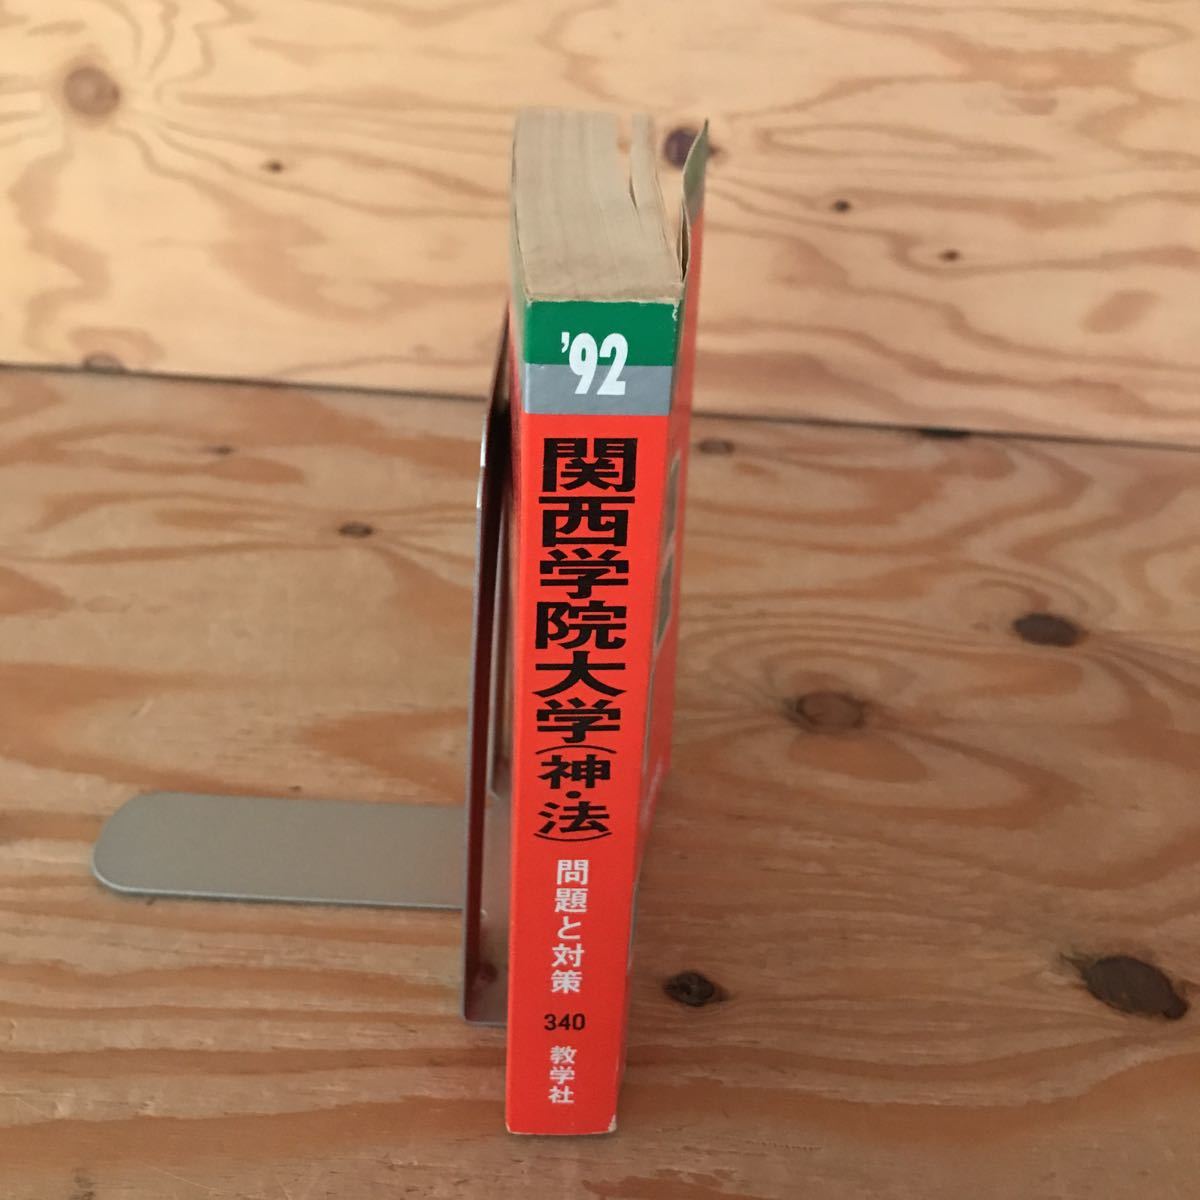 '92
関西学院大学(神・法)
問題と対策
340
教学社